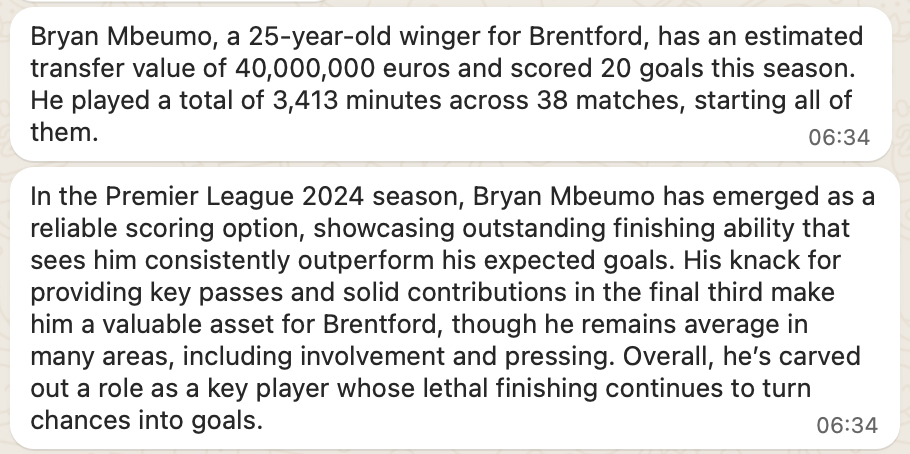 Bryan Mbeumo, a 25-year-old winger for Brentford, has an estimated
transfer value of 40,000,000 euros and scored 20 goals this season.
He played a total of 3,413 minutes across 38 matches, starting all of
them.
06:34
In the Premier League 2024 season, Bryan Mbeumo has emerged as a
reliable scoring option, showcasing outstanding finishing ability that
sees him consistently outperform his expected goals. His knack for
providing key passes and solid contributions in the final third make
him a valuable asset for Brentford, though he remains average in
many areas, including involvement and pressing. Overall, he’s carved
out a role as a key player whose lethal finishing continues to turn
chances into goals.
06:34